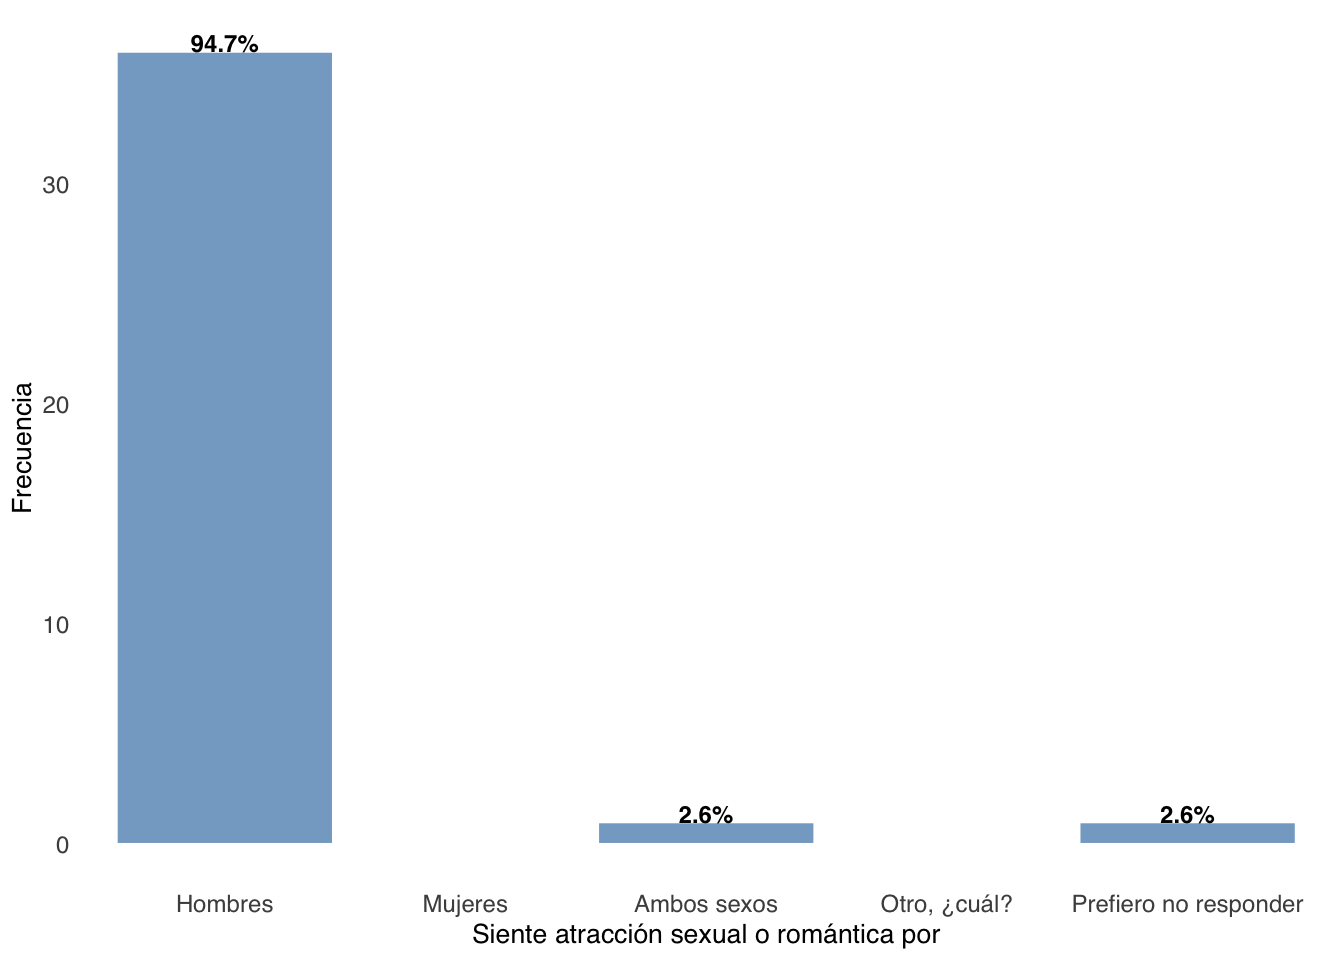 94.7%
30
20
10
0
Frecuencia
2.6%
2.6%
Hombres
Mujeres
Ambos sexos
Otro, ¿cuál?
Prefiero no responder
Siente atracción sexual o romántica por